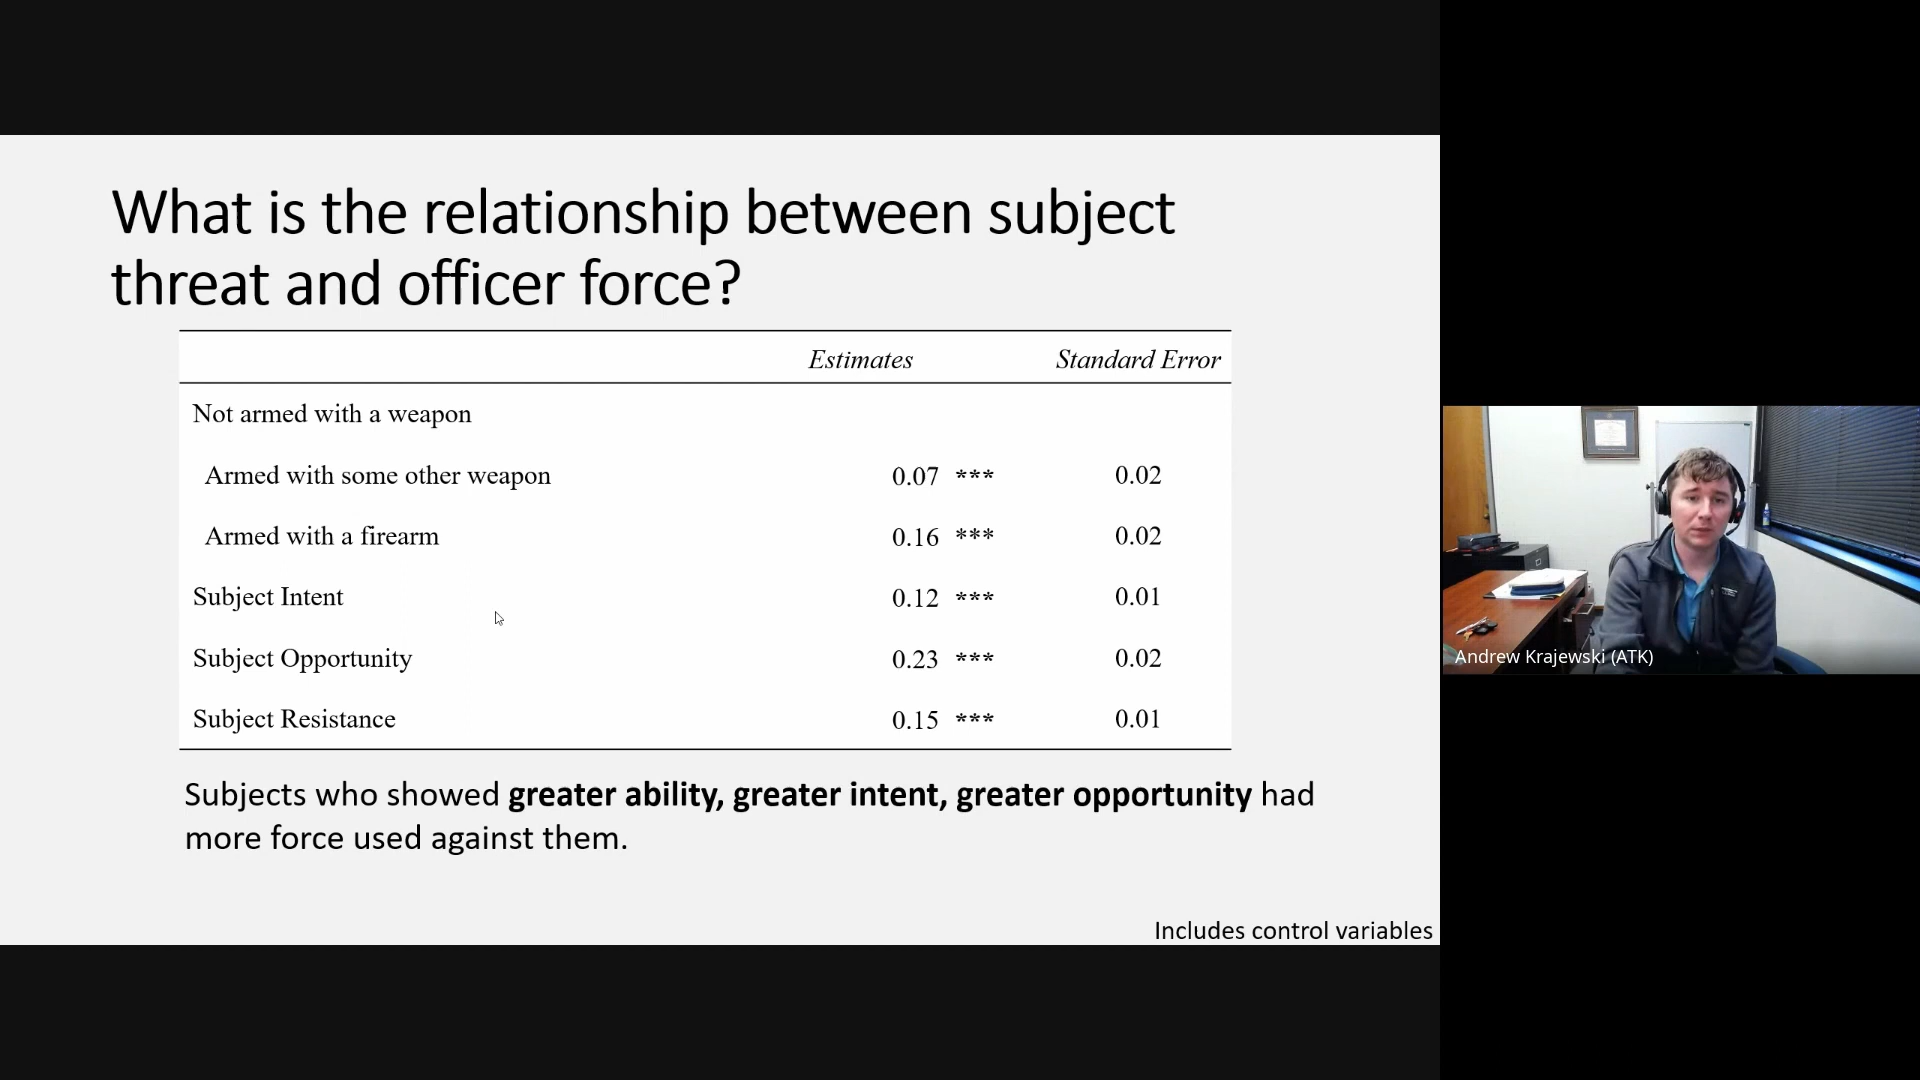 What is the relationship between subject
threat and officer force?
Estimates Standard Error
Not armed with a weapon
Armed with some other weapon 0.07 *** 0.02
Armed with a firearm 0.16 *** 0.02
Subject Intent 0.12 *** 0.01
Subject Opportunity 0.23 *** 0.02
Subject Resistance 0.15 *** 0.01
Subjects who showed greater ability, greater intent, greater opportunity had
more force used against them.
Includes control variables
Andrew Krajewski (ATK)